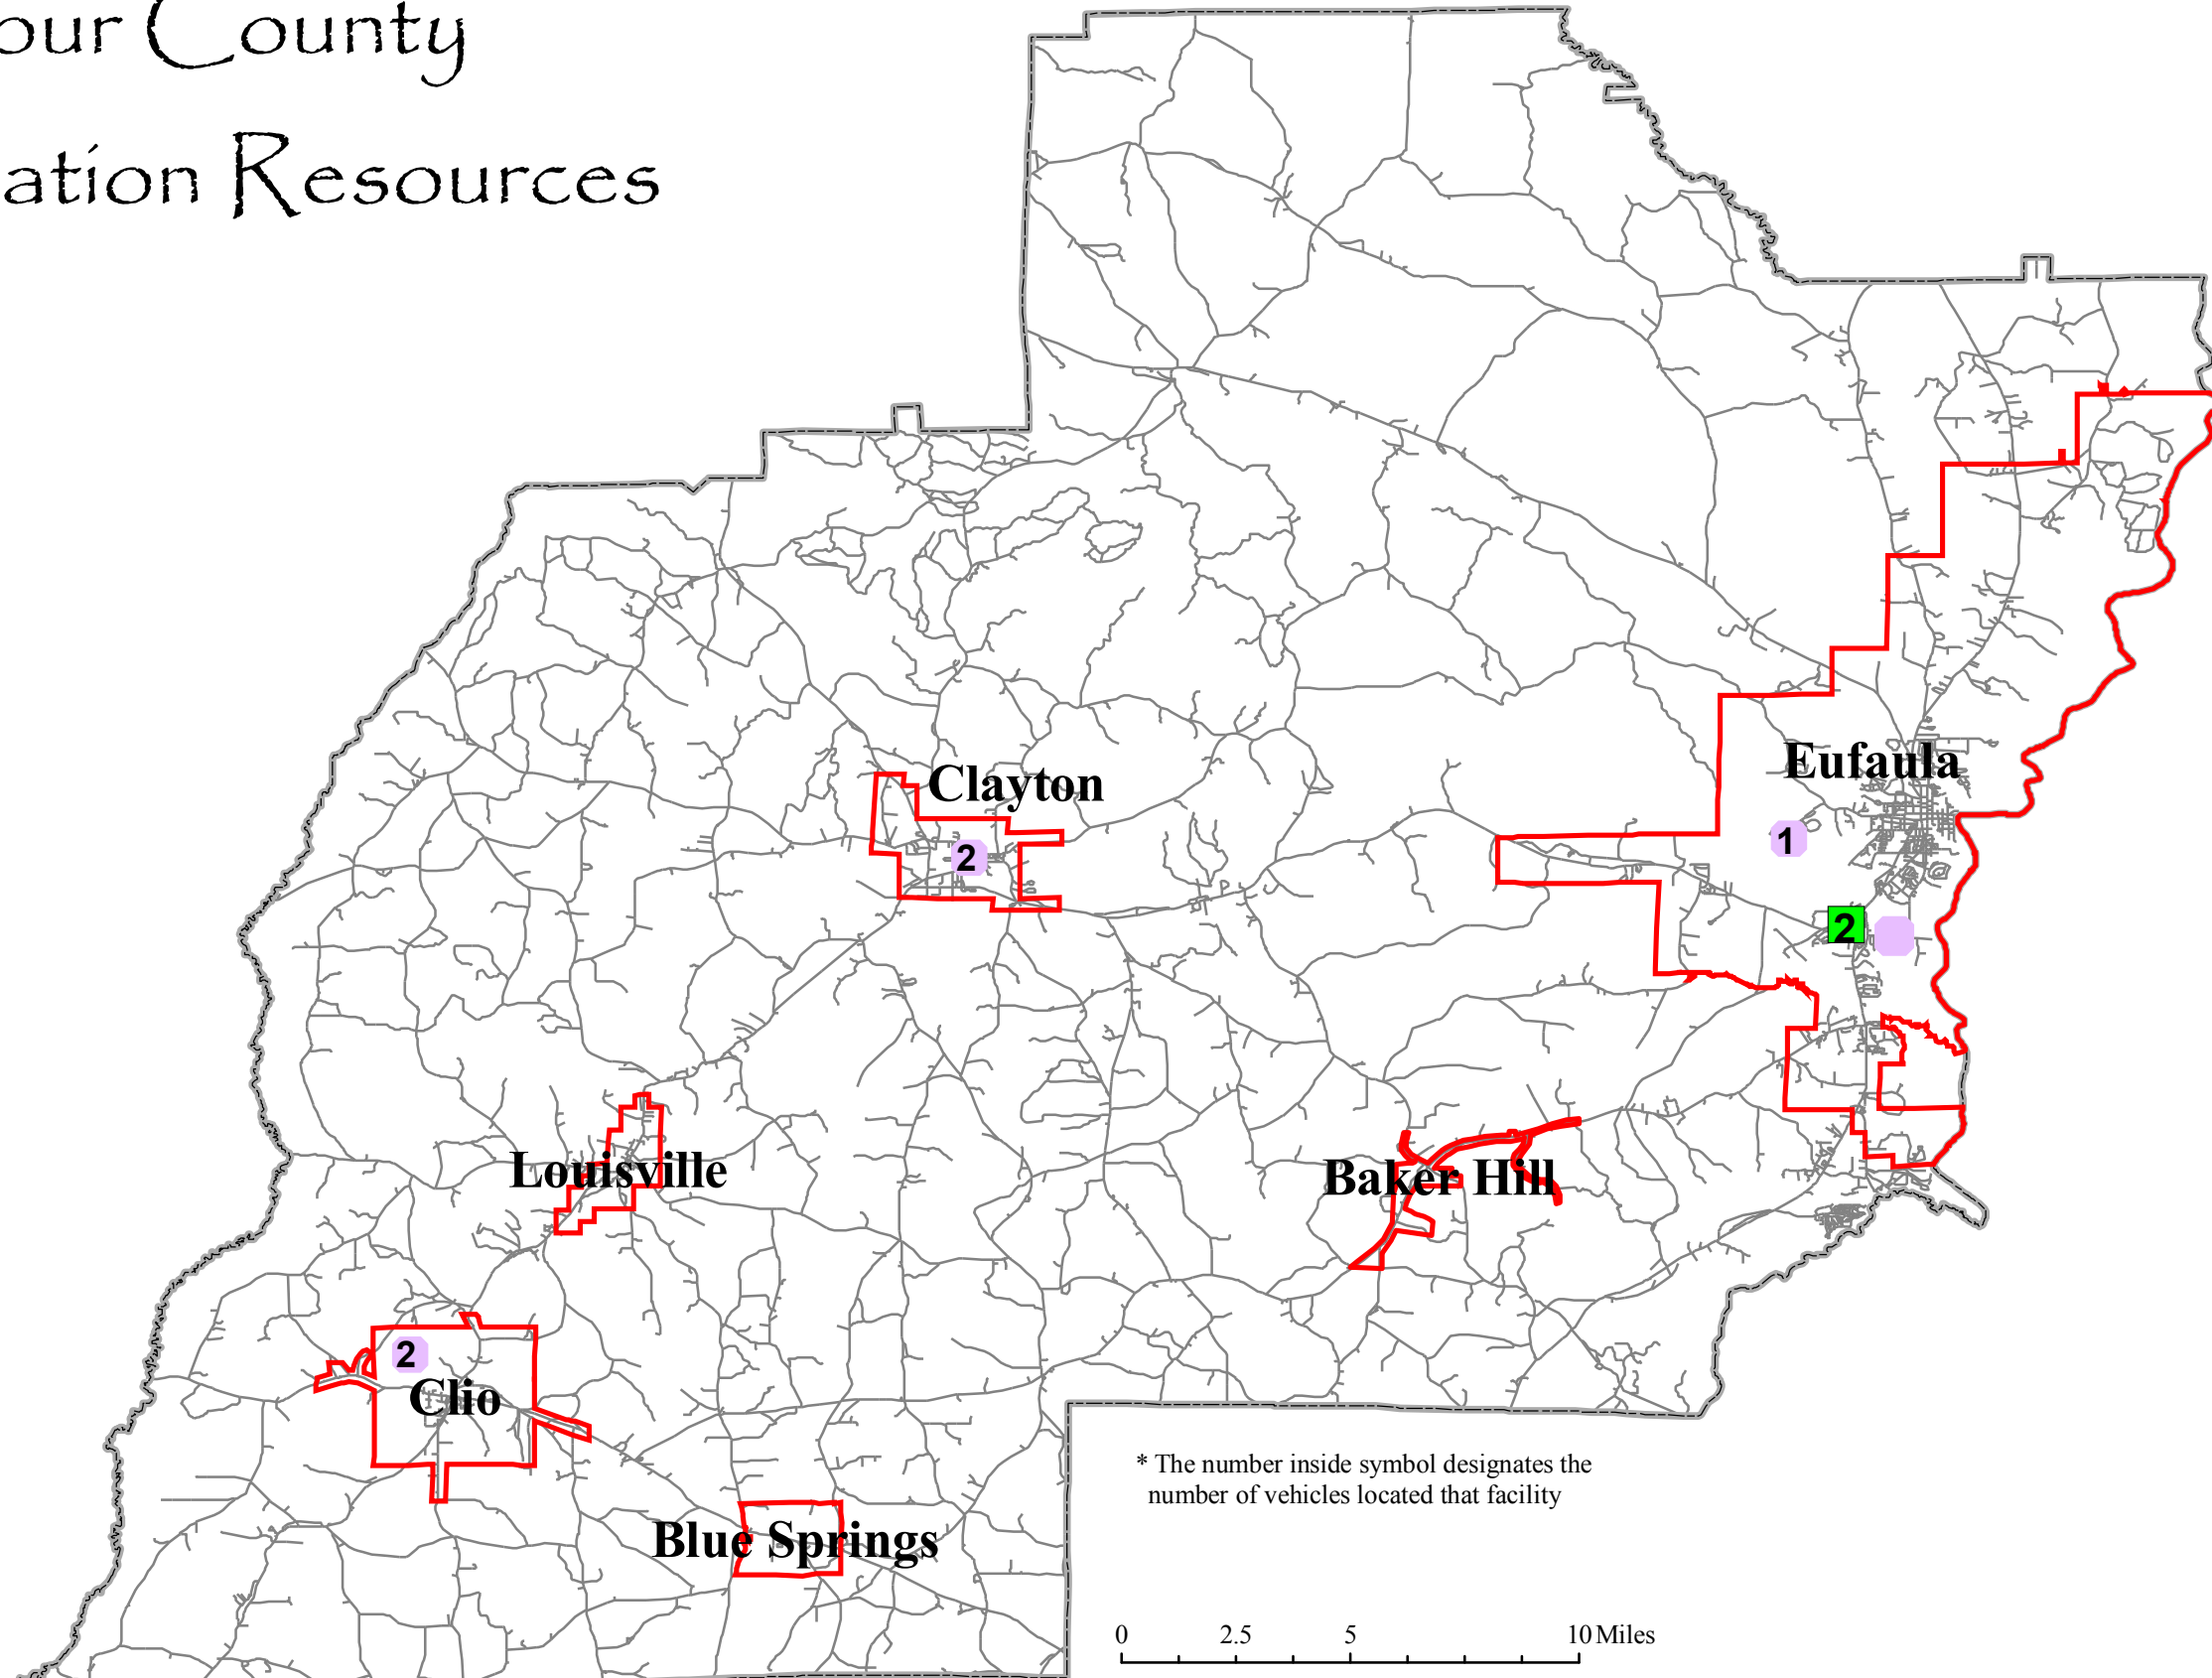 our County
ation Resources
Eufaula
Clayton
1
2
2
Louisville
Baker Hill
2
Clio
* The number inside symbol designates the
number of vehicles located that facility
Blue Springs
0 2.5 5 10 Miles